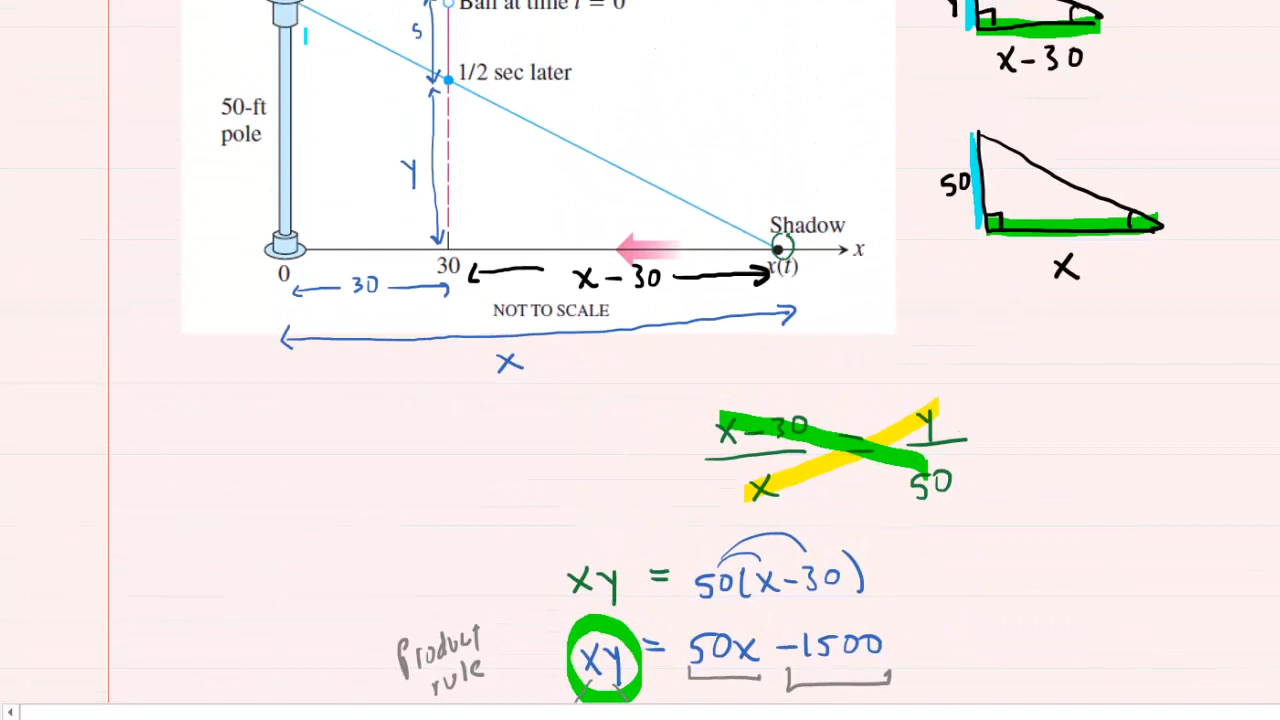 Ball at time t = 0
s
1/2 sec later
50-ft
pole
y
Shadow
0
30
x(t)
x
30
x - 30
NOT TO SCALE
x
y
x - 30
50
x
x - 30 / x = y / 50
xy = 50(x - 30)
Product
rule
xy = 50x - 1500